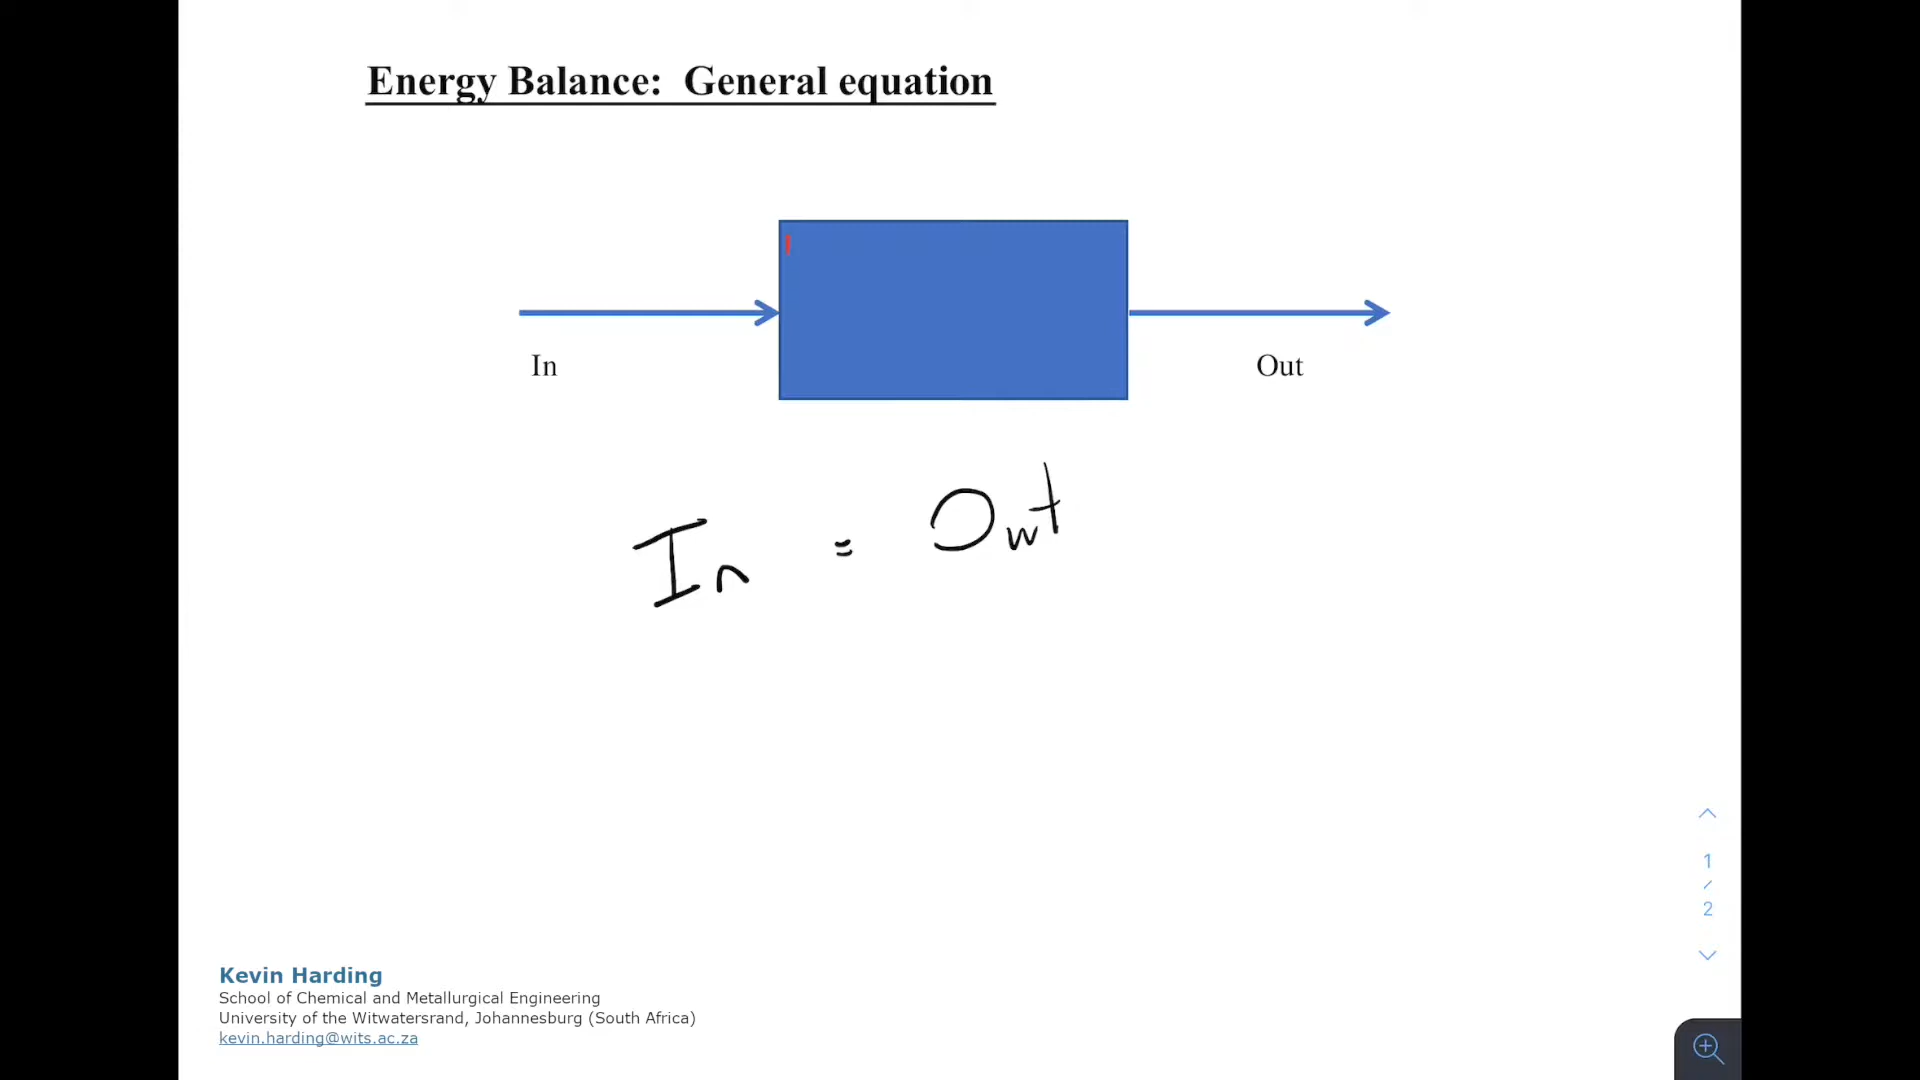 Energy Balance: General equation
In
Out
In = Out
1
/
2
Kevin Harding
School of Chemical and Metallurgical Engineering
University of the Witwatersrand, Johannesburg (South Africa)
kevin.harding@wits.ac.za